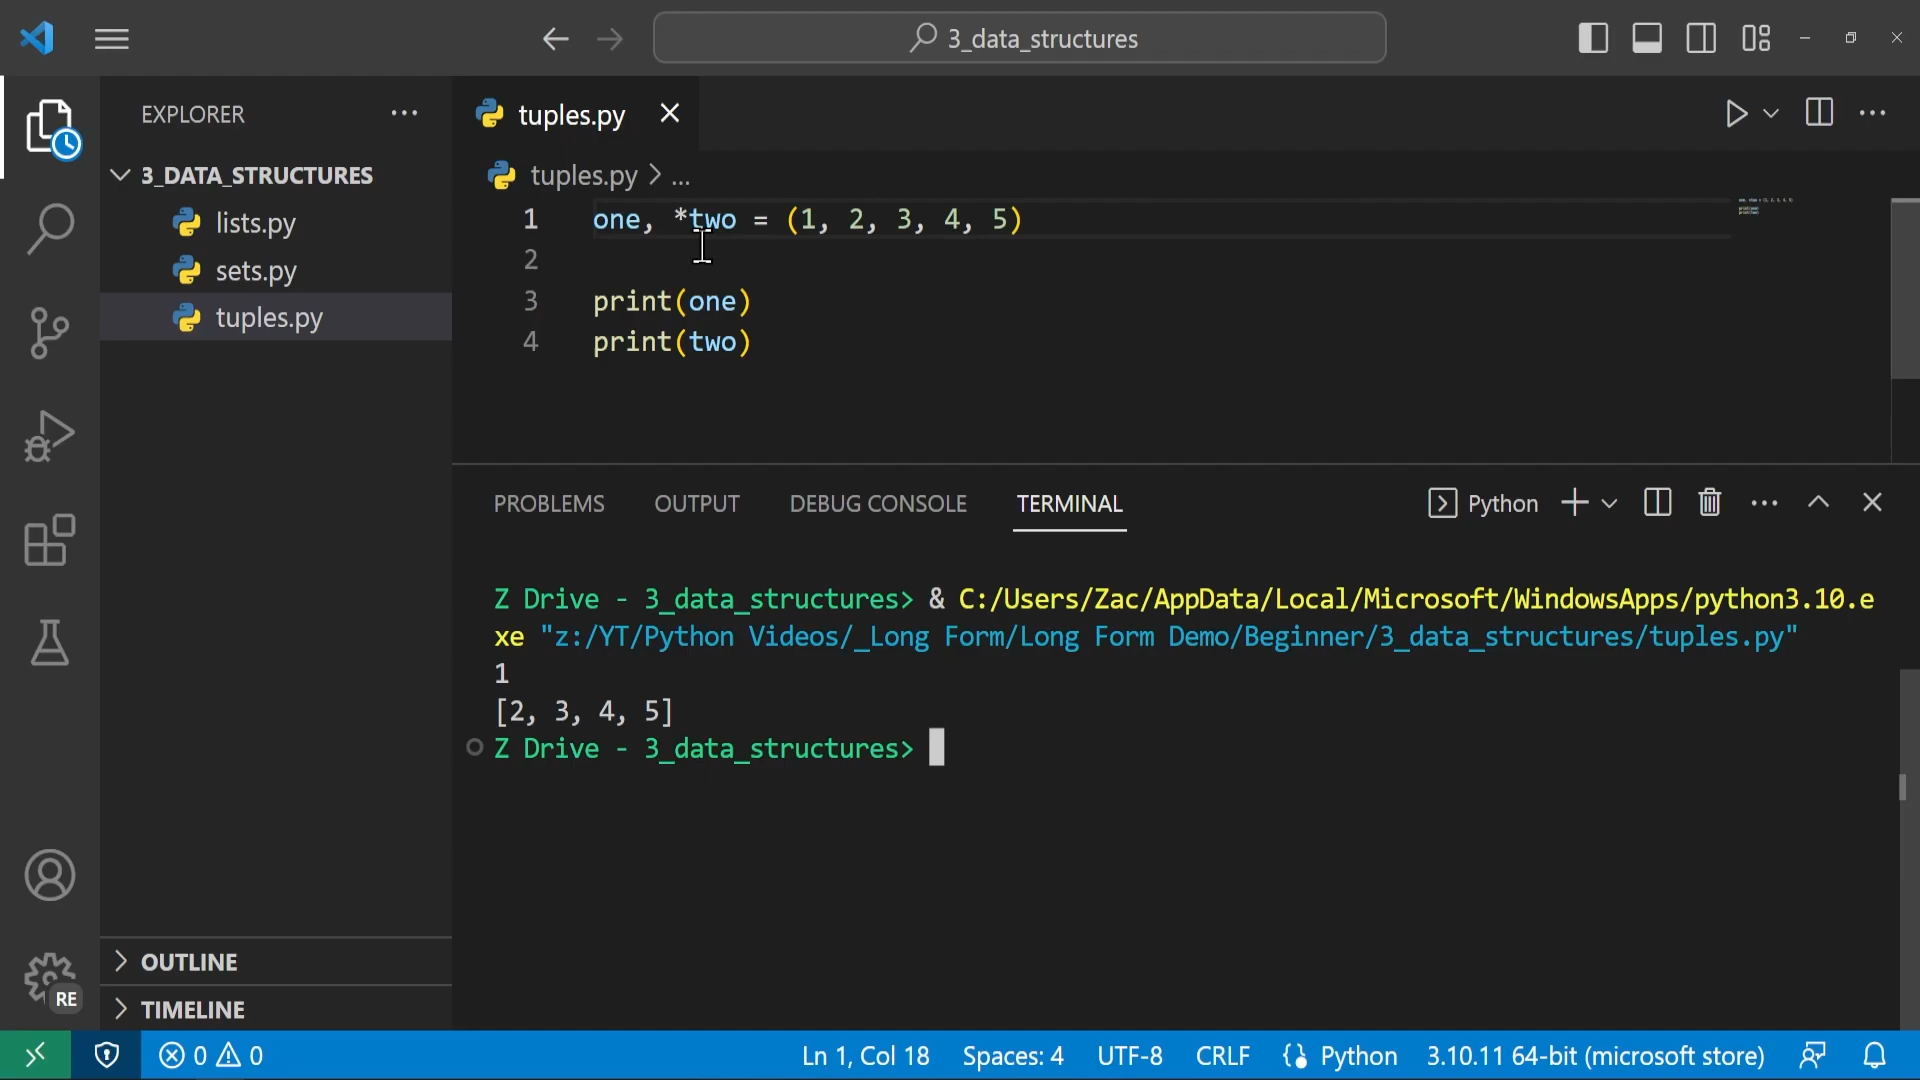 3_data_structures
EXPLORER
3_DATA_STRUCTURES
lists.py
sets.py
tuples.py
OUTLINE
TIMELINE
RE
tuples.py
tuples.py > ...
1 one, *two = (1, 2, 3, 4, 5)
2
3 print(one)
4 print(two)
PROBLEMS OUTPUT DEBUG CONSOLE TERMINAL Python
Z Drive - 3_data_structures> & C:/Users/Zac/AppData/Local/Microsoft/WindowsApps/python3.10.e
xe "z:/YT/Python Videos/_Long Form/Long Form Demo/Beginner/3_data_structures/tuples.py"
1
[2, 3, 4, 5]
Z Drive - 3_data_structures>
0 0 Ln 1, Col 18 Spaces: 4 UTF-8 CRLF Python 3.10.11 64-bit (microsoft store)